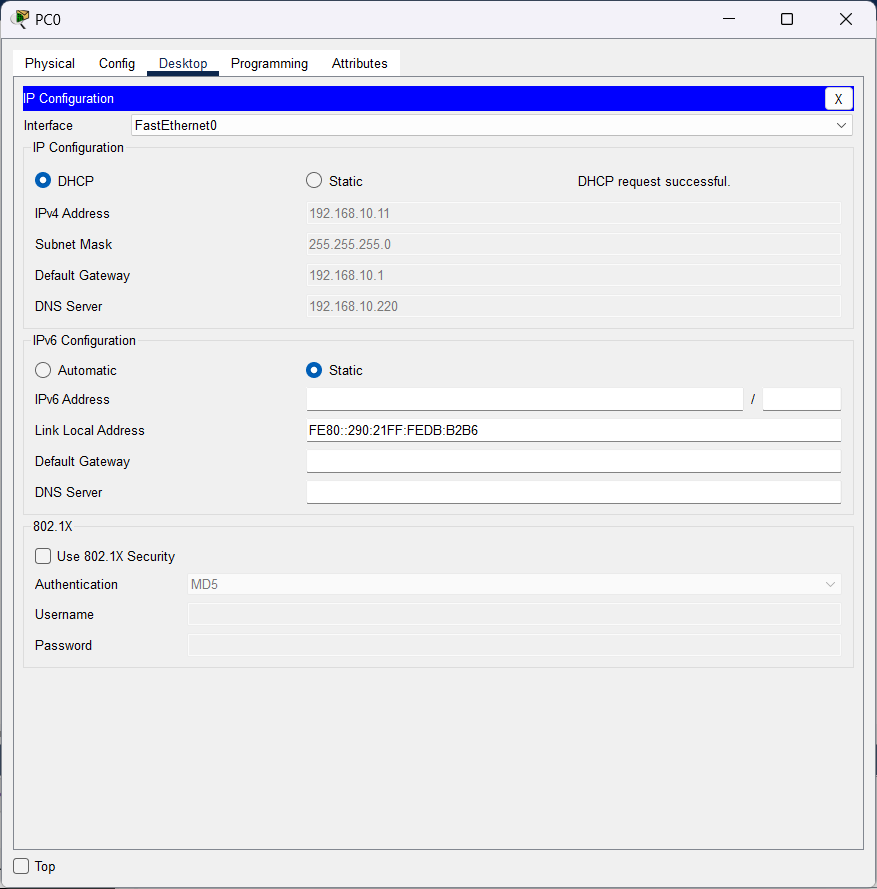 PC0
Physical Config Desktop Programming Attributes
IP Configuration X
Interface FastEthernet0
IP Configuration
DHCP Static DHCP request successful.
IPv4 Address 192.168.10.11
Subnet Mask 255.255.255.0
Default Gateway 192.168.10.1
DNS Server 192.168.10.220
IPv6 Configuration
Automatic Static
IPv6 Address /
Link Local Address FE80::290:21FF:FEDB:B2B6
Default Gateway
DNS Server
802.1X
Use 802.1X Security
Authentication MD5
Username
Password
Top